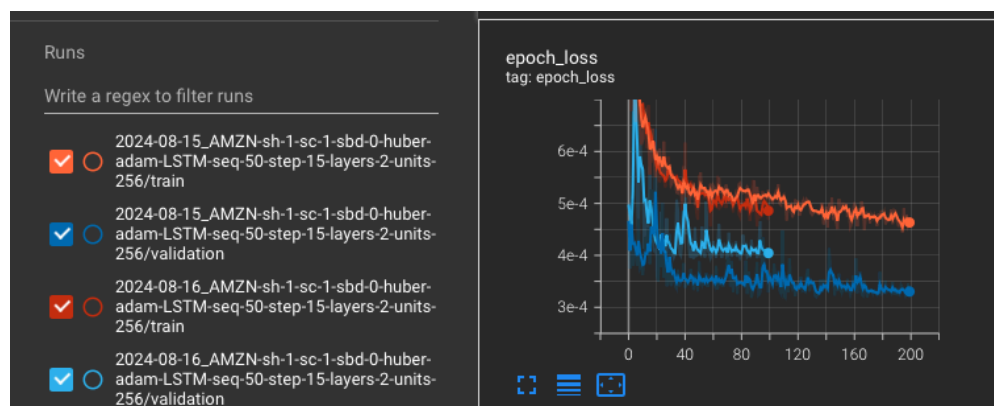 Runs
Write a regex to filter runs
2024-08-15_AMZN-sh-1-sc-1-sbd-0-huber-
adam-LSTM-seq-50-step-15-layers-2-units-
256/train
2024-08-15_AMZN-sh-1-sc-1-sbd-0-huber-
adam-LSTM-seq-50-step-15-layers-2-units-
256/validation
2024-08-16_AMZN-sh-1-sc-1-sbd-0-huber-
adam-LSTM-seq-50-step-15-layers-2-units-
256/train
2024-08-16_AMZN-sh-1-sc-1-sbd-0-huber-
adam-LSTM-seq-50-step-15-layers-2-units-
256/validation
epoch_loss
tag: epoch_loss
6e-4
5e-4
4e-4
3e-4
0 40 80 120 160 200